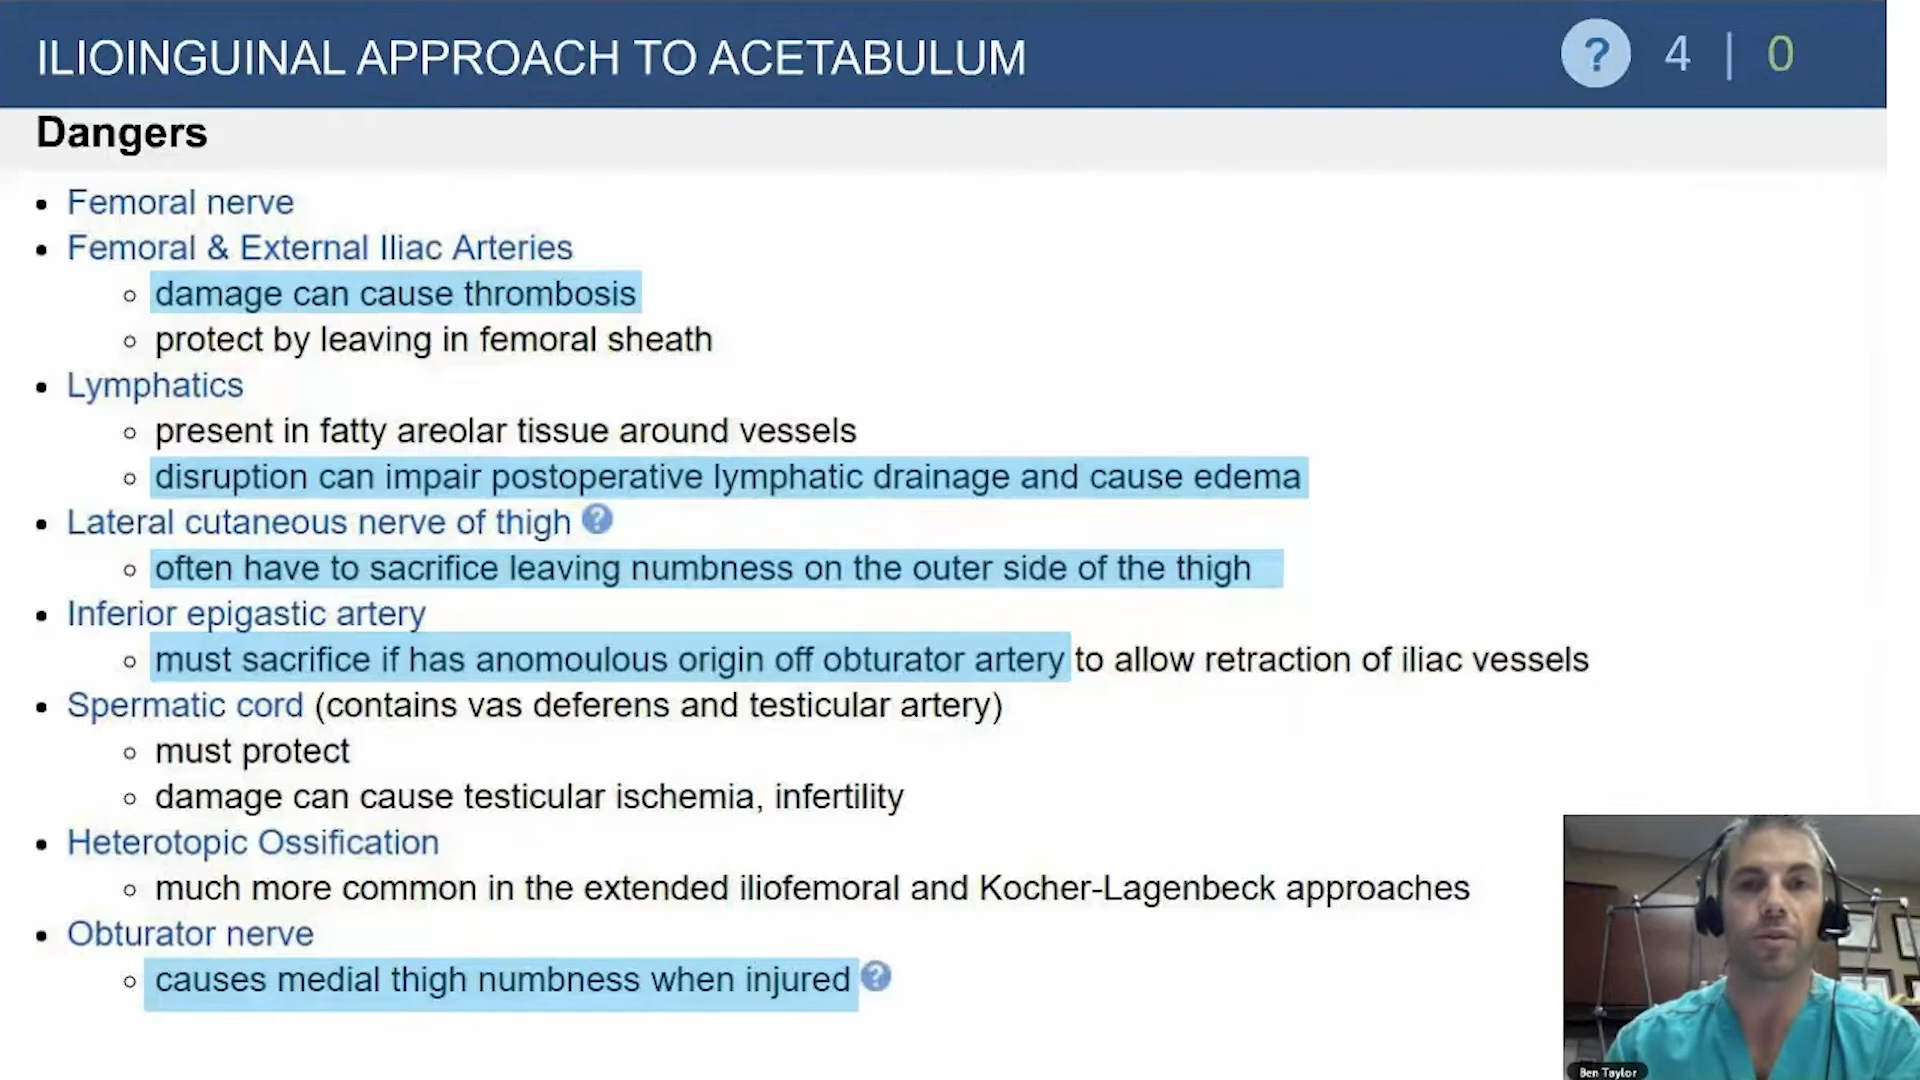 ILIOINGUINAL APPROACH TO ACETABULUM ? 4 | 0
Dangers
• Femoral nerve
• Femoral & External Iliac Arteries
○ damage can cause thrombosis
○ protect by leaving in femoral sheath
• Lymphatics
○ present in fatty areolar tissue around vessels
○ disruption can impair postoperative lymphatic drainage and cause edema
• Lateral cutaneous nerve of thigh ?
○ often have to sacrifice leaving numbness on the outer side of the thigh
• Inferior epigastic artery
○ must sacrifice if has anomoulous origin off obturator artery to allow retraction of iliac vessels
• Spermatic cord (contains vas deferens and testicular artery)
○ must protect
○ damage can cause testicular ischemia, infertility
• Heterotopic Ossification
○ much more common in the extended iliofemoral and Kocher-Lagenbeck approaches
• Obturator nerve
○ causes medial thigh numbness when injured ?
Ben Taylor